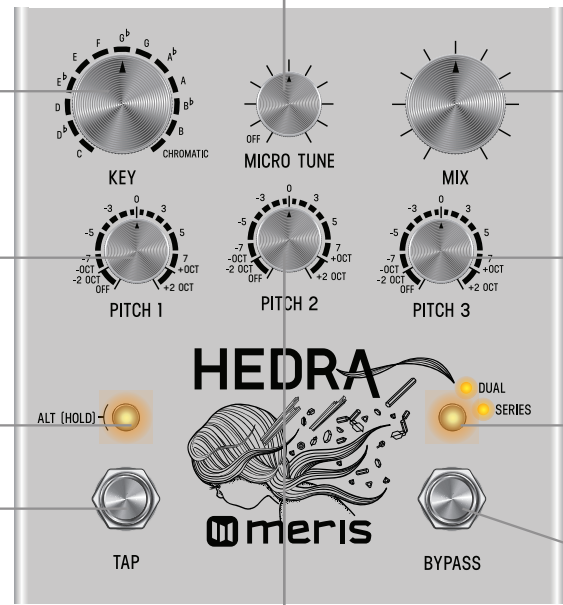 C
D♭
D
E♭
E
F
G♭
G
A♭
A
B♭
B
CHROMATIC
KEY
OFF
MICRO TUNE
MIX
OFF
-2 OCT
-OCT
-7
-5
-3
0
3
5
7
+OCT
+2 OCT
PITCH 1
OFF
-2 OCT
-OCT
-7
-5
-3
0
3
5
7
+OCT
+2 OCT
PITCH 2
OFF
-2 OCT
-OCT
-7
-5
-3
0
3
5
7
+OCT
+2 OCT
PITCH 3
HEDRA
DUAL
SERIES
ALT (HOLD)
meris
TAP
BYPASS